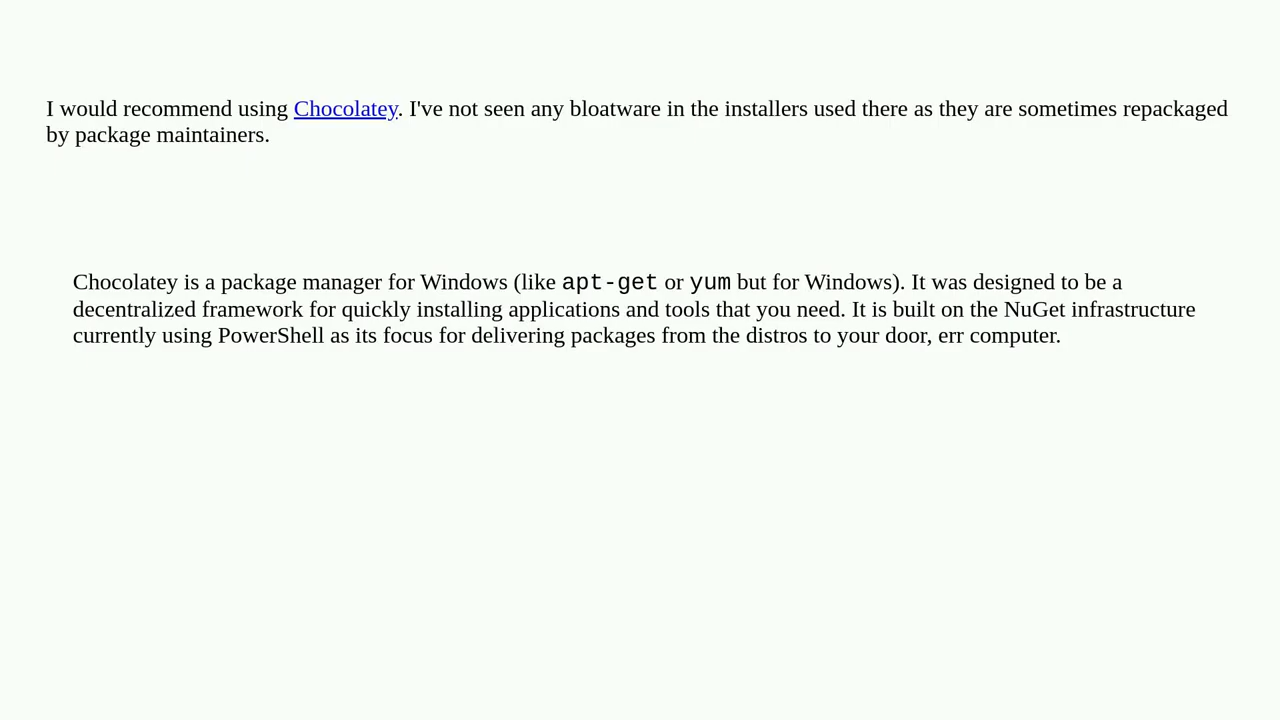 I would recommend using Chocolatey. I've not seen any bloatware in the installers used there as they are sometimes repackaged
by package maintainers.
Chocolatey is a package manager for Windows (like apt-get or yum but for Windows). It was designed to be a
decentralized framework for quickly installing applications and tools that you need. It is built on the NuGet infrastructure
currently using PowerShell as its focus for delivering packages from the distros to your door, err computer.